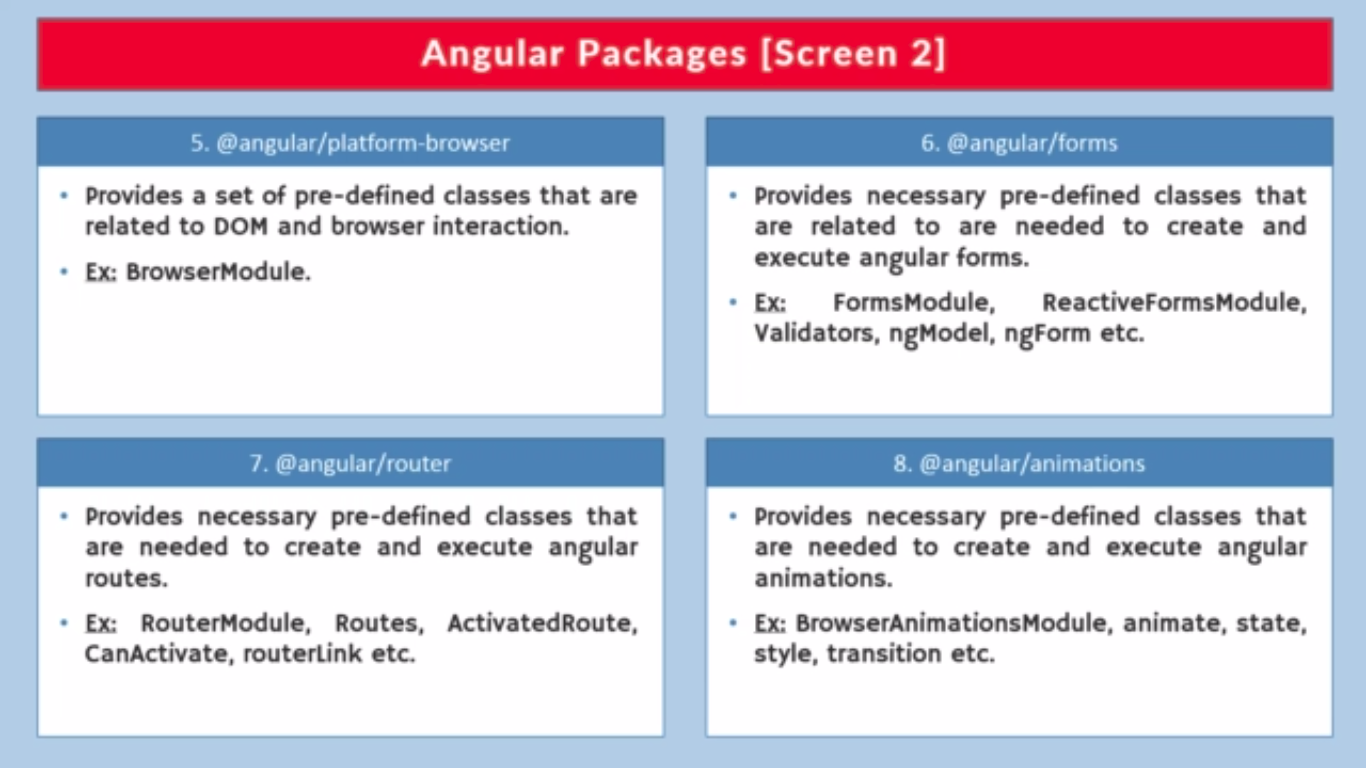 Angular Packages [Screen 2]
5. @angular/platform-browser
• Provides a set of pre-defined classes that are
related to DOM and browser interaction.
• Ex: BrowserModule.
6. @angular/forms
• Provides necessary pre-defined classes that
are related to are needed to create and
execute angular forms.
• Ex: FormsModule, ReactiveFormsModule,
Validators, ngModel, ngForm etc.
7. @angular/router
• Provides necessary pre-defined classes that
are needed to create and execute angular
routes.
• Ex: RouterModule, Routes, ActivatedRoute,
CanActivate, routerLink etc.
8. @angular/animations
• Provides necessary pre-defined classes that
are needed to create and execute angular
animations.
• Ex: BrowserAnimationsModule, animate, state,
style, transition etc.